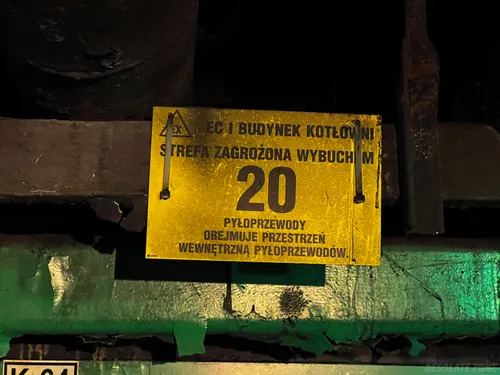 EX EC I BUDYNEK KOTŁOWNI
STREFA ZAGROŻONA WYBUCHEM
20
PYŁOPRZEWODY
OBEJMUJE PRZESTRZEŃ
WEWNĘTRZNĄ PYŁOPRZEWODÓW.